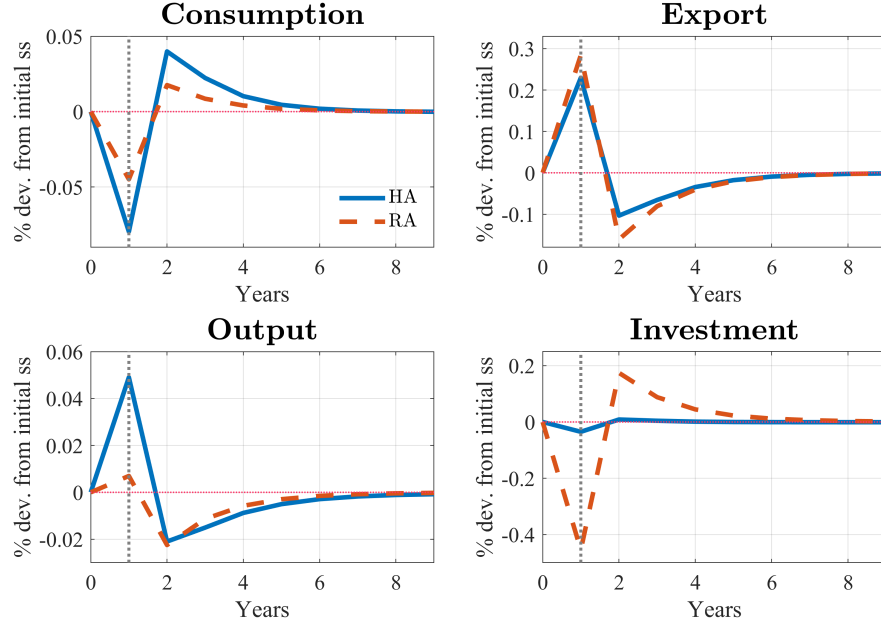 Consumption
% dev. from initial ss
0.05
0
-0.05
HA
RA
0 2 4 6 8
Years
Export
% dev. from initial ss
0.3
0.2
0.1
0
-0.1
0 2 4 6 8
Years
Output
% dev. from initial ss
0.06
0.04
0.02
0
-0.02
0 2 4 6 8
Years
Investment
% dev. from initial ss
0.2
0
-0.2
-0.4
0 2 4 6 8
Years